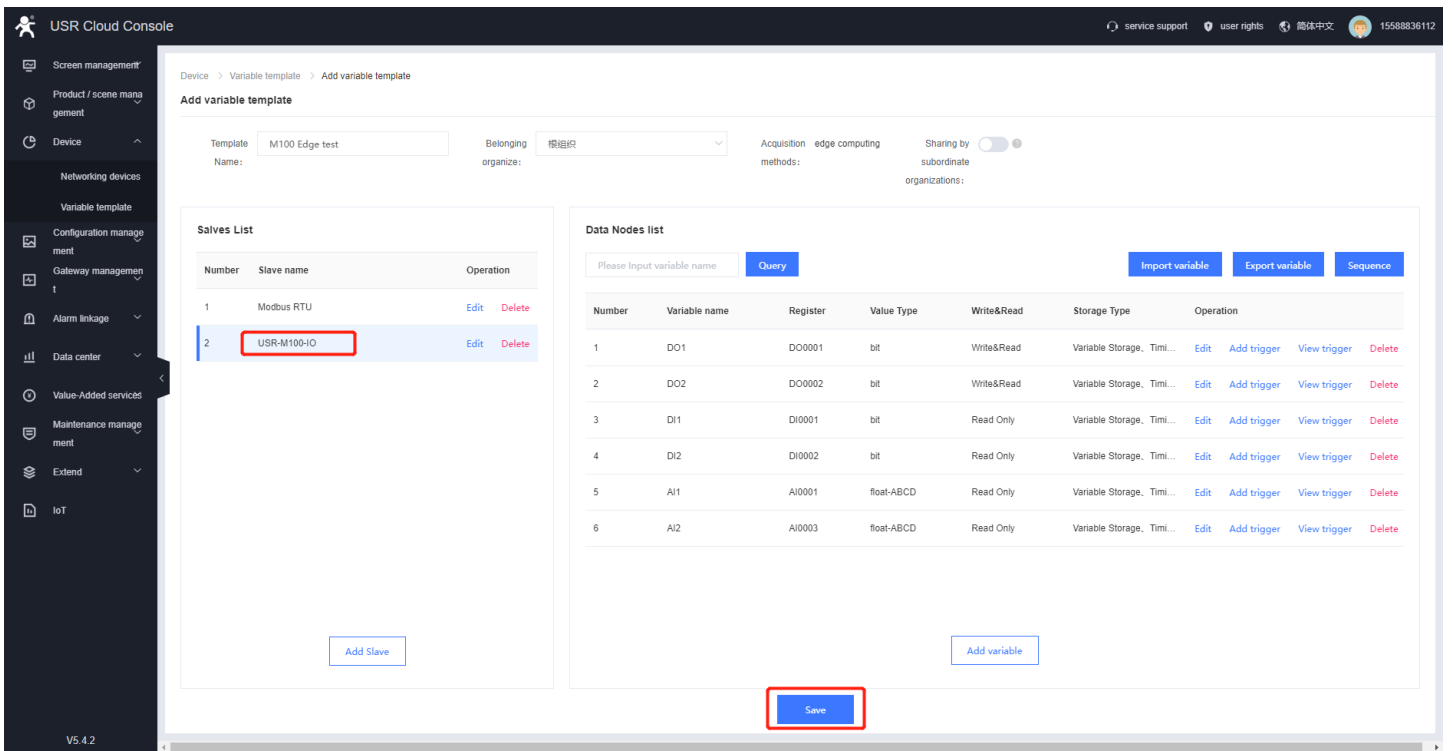 USR Cloud Console
service support
user rights
简体中文
15588836112
Screen management
Product / scene mana
gement
Device
Networking devices
Variable template
Configuration manage
ment
Gateway managemen
t
Alarm linkage
Data center
Value-Added services
Maintenance manage
ment
Extend
IoT
V5.4.2
Device > Variable template > Add variable template
Add variable template
Template
Name:
M100 Edge test
Belonging
organize:
根组织
Acquisition
methods:
edge computing
Sharing by
subordinate
organizations:
Salves List
Number Slave name Operation
1 Modbus RTU Edit Delete
2 USR-M100-IO Edit Delete
Add Slave
Data Nodes list
Please Input variable name Query Import variable Export variable Sequence
Number Variable name Register Value Type Write&Read Storage Type Operation
1 DO1 DO0001 bit Write&Read Variable Storage、Timi... Edit Add trigger View trigger Delete
2 DO2 DO0002 bit Write&Read Variable Storage、Timi... Edit Add trigger View trigger Delete
3 DI1 DI0001 bit Read Only Variable Storage、Timi... Edit Add trigger View trigger Delete
4 DI2 DI0002 bit Read Only Variable Storage、Timi... Edit Add trigger View trigger Delete
5 AI1 AI0001 float-ABCD Read Only Variable Storage、Timi... Edit Add trigger View trigger Delete
6 AI2 AI0003 float-ABCD Read Only Variable Storage、Timi... Edit Add trigger View trigger Delete
Add variable
Save